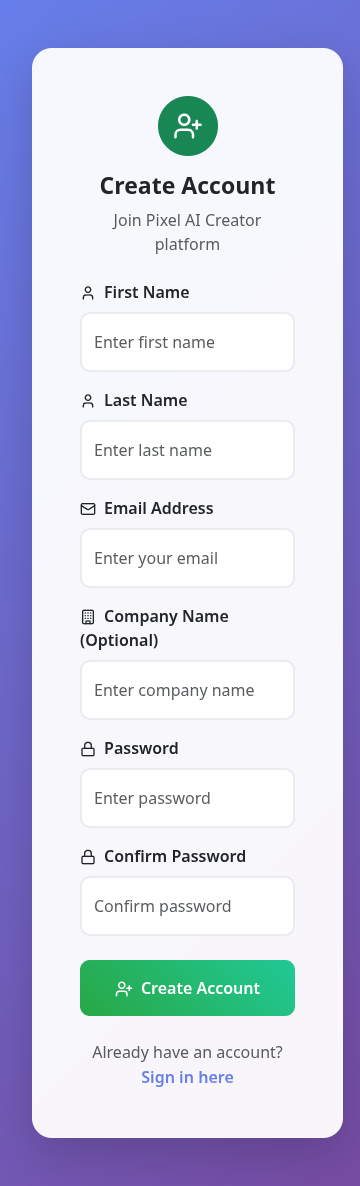 Create Account
Join Pixel AI Creator
platform
First Name
Enter first name
Last Name
Enter last name
Email Address
Enter your email
Company Name
(Optional)
Enter company name
Password
Enter password
Confirm Password
Confirm password
Create Account
Already have an account?
Sign in here